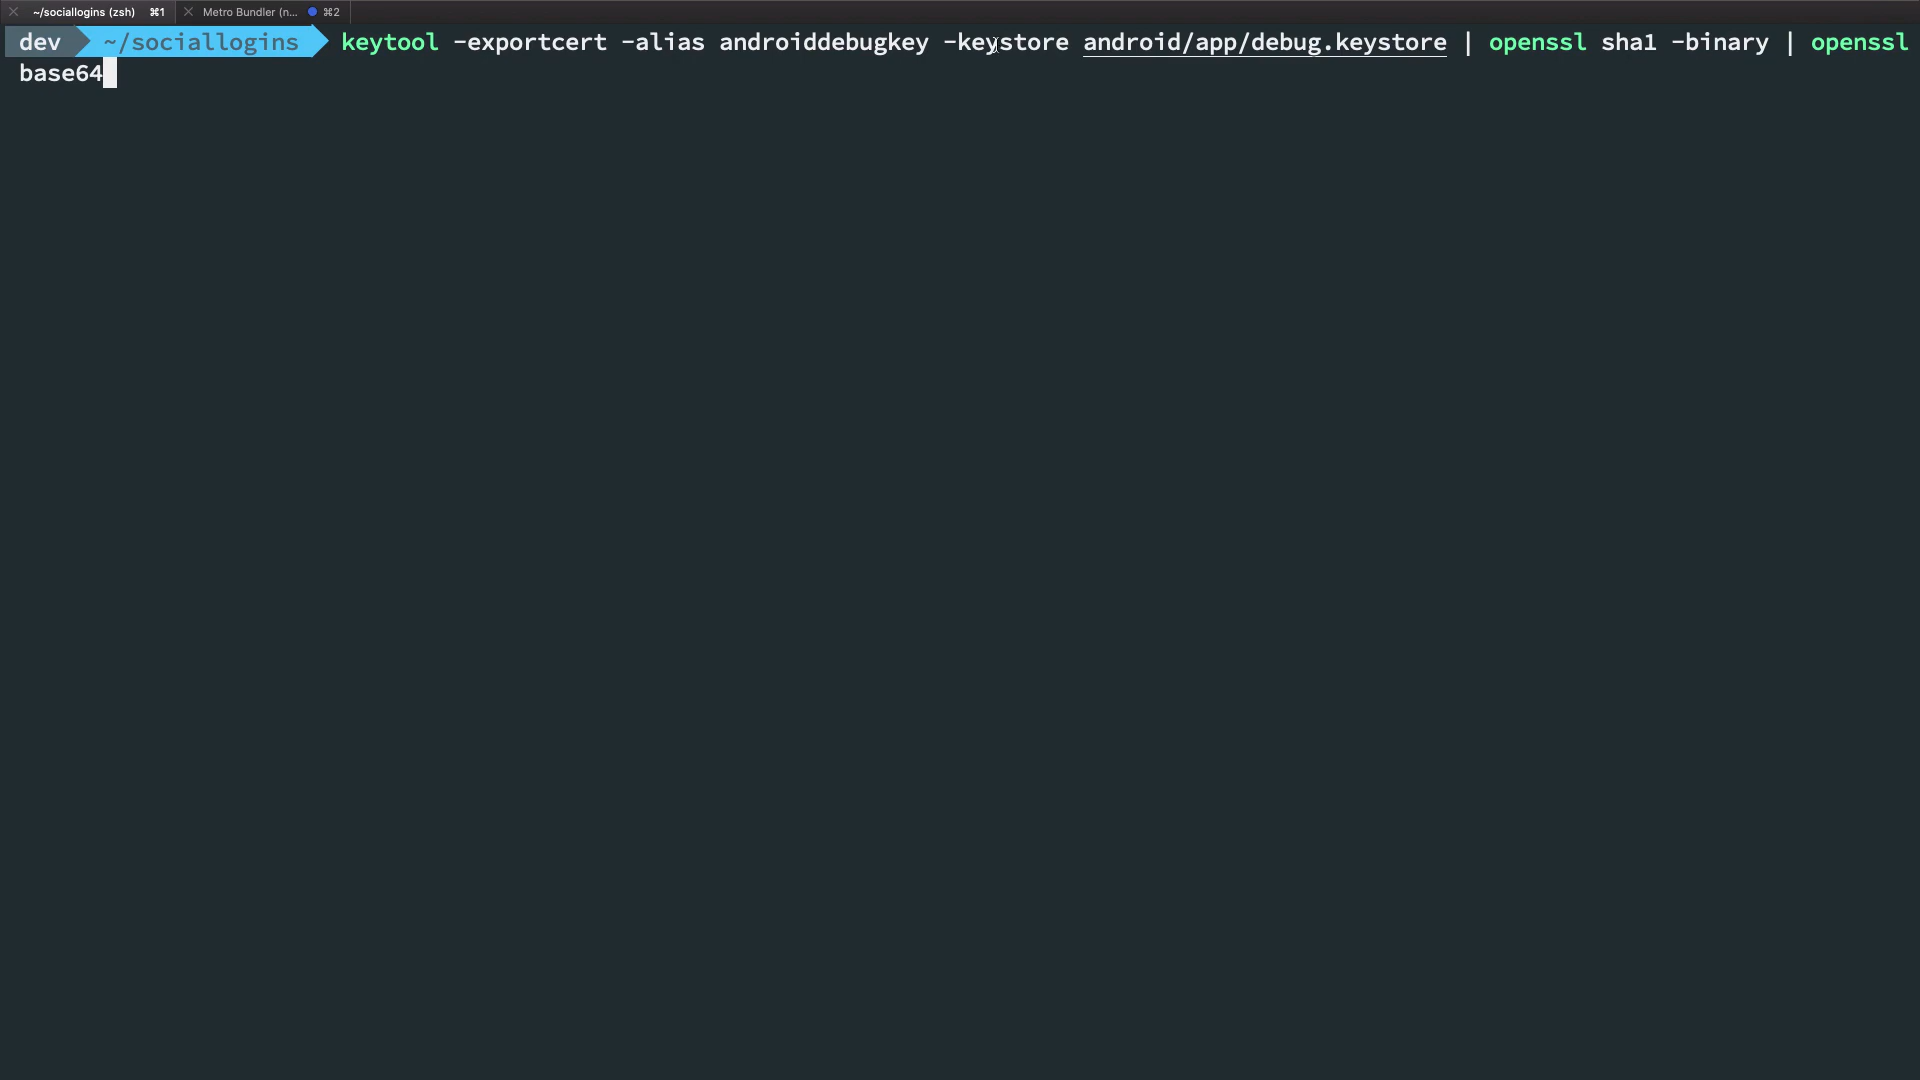 ~/sociallogins (zsh) ⌘1 Metro Bundler (n... ⌘2
dev ~/sociallogins keytool -exportcert -alias androiddebugkey -keystore android/app/debug.keystore | openssl sha1 -binary | openssl
base64